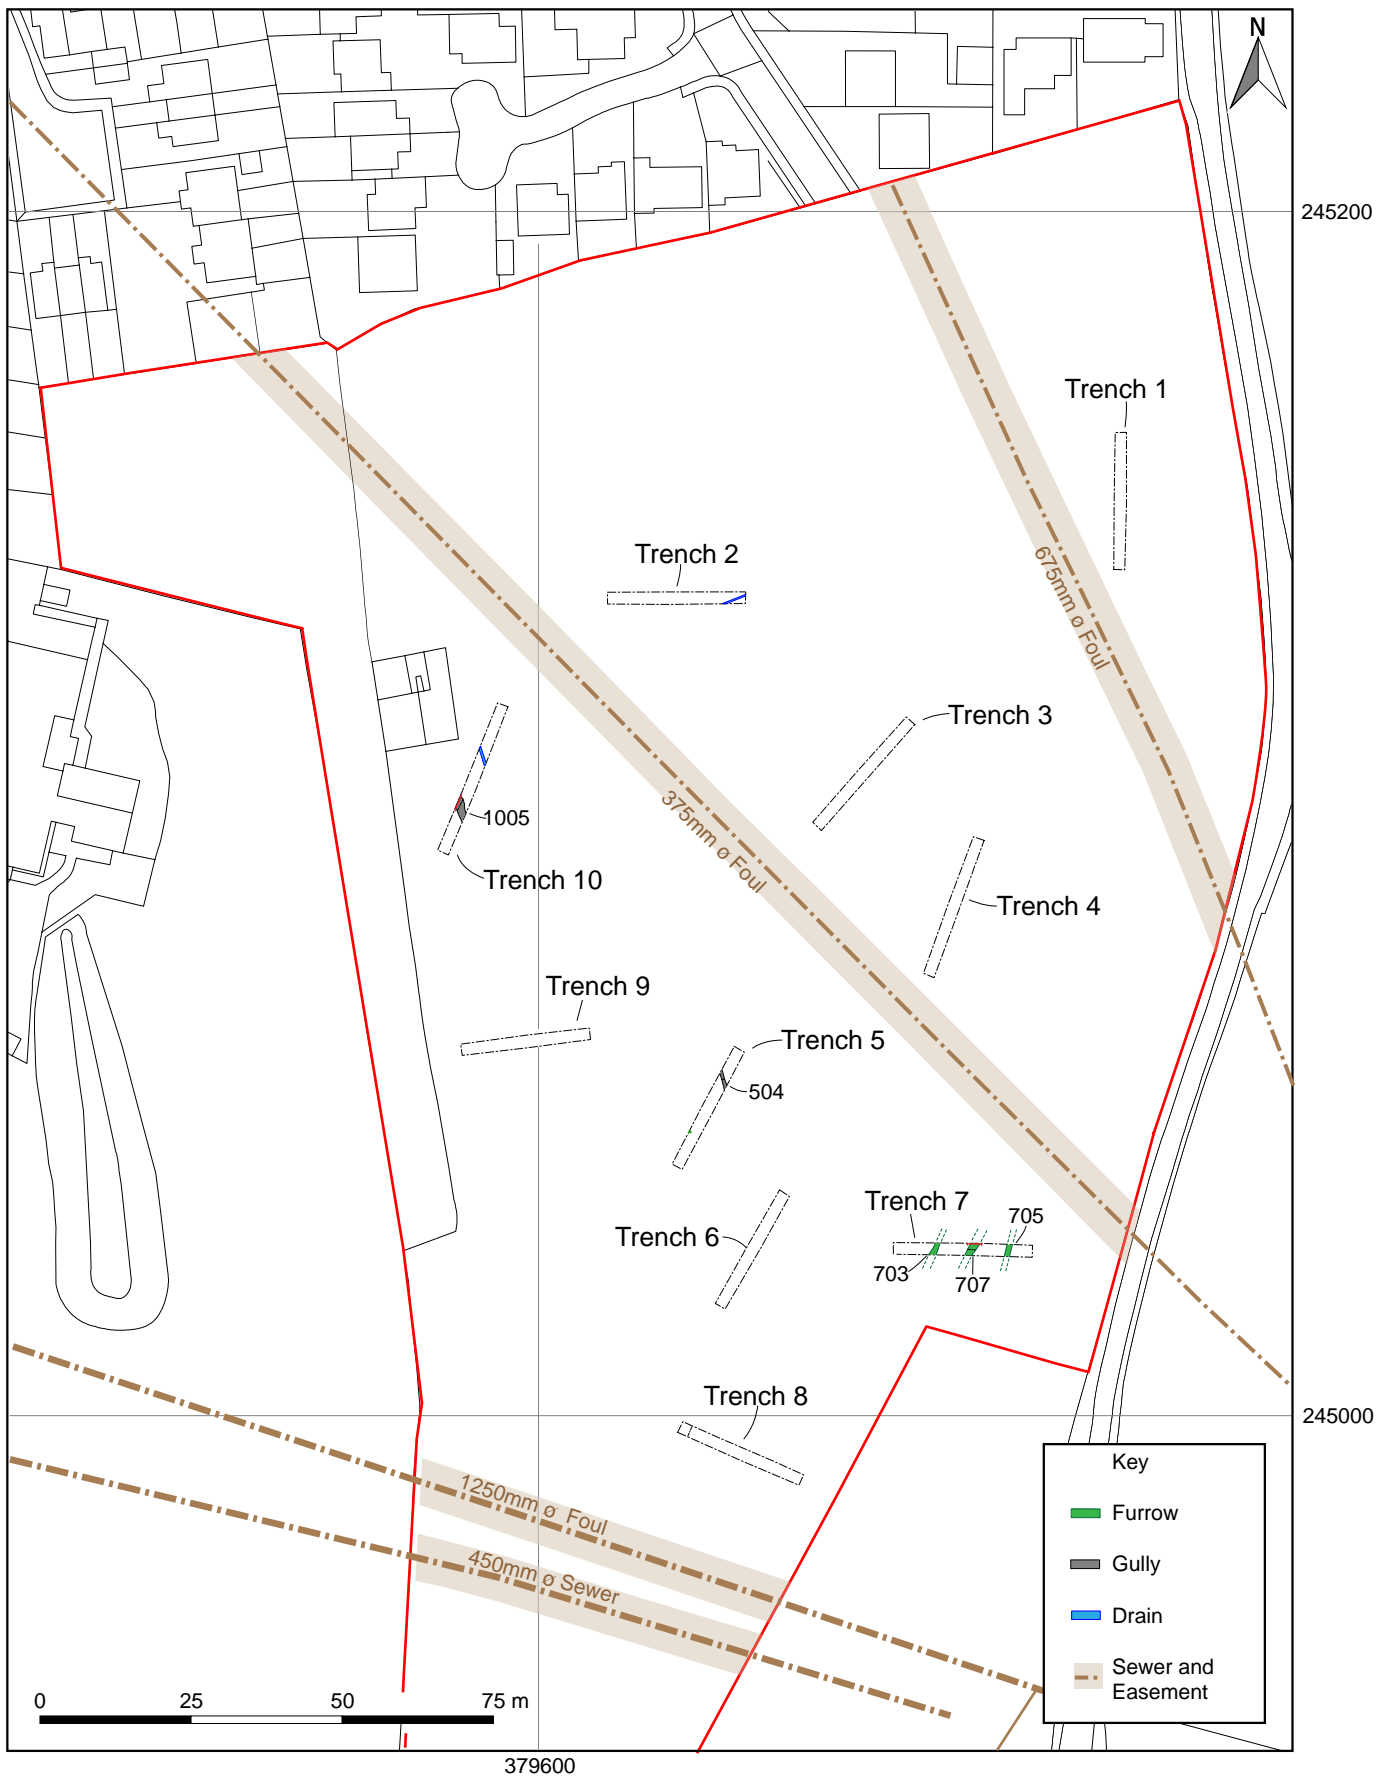 N
245200
Trench 1
Trench 2
675mm ø Foul
Trench 3
375mm ø Foul
1005
Trench 10
Trench 4
Trench 9
Trench 5
504
Trench 7
705
Trench 6
703
707
Trench 8
245000
1250mm ø Foul
450mm ø Sewer
Key
Furrow
Gully
Drain
Sewer and
Easement
0 25 50 75 m
379600